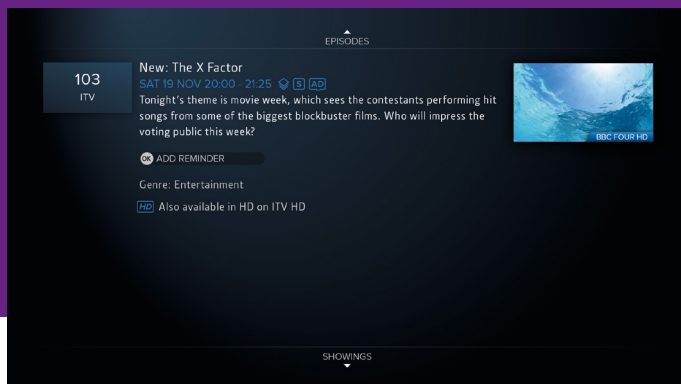 EPISODES
103
ITV
New: The X Factor
SAT 19 NOV 20:00 - 21:25 S AD
Tonight's theme is movie week, which sees the contestants performing hit
songs from some of the biggest blockbuster films. Who will impress the
voting public this week?
OK ADD REMINDER
Genre: Entertainment
HD Also available in HD on ITV HD
BBC FOUR HD
SHOWINGS